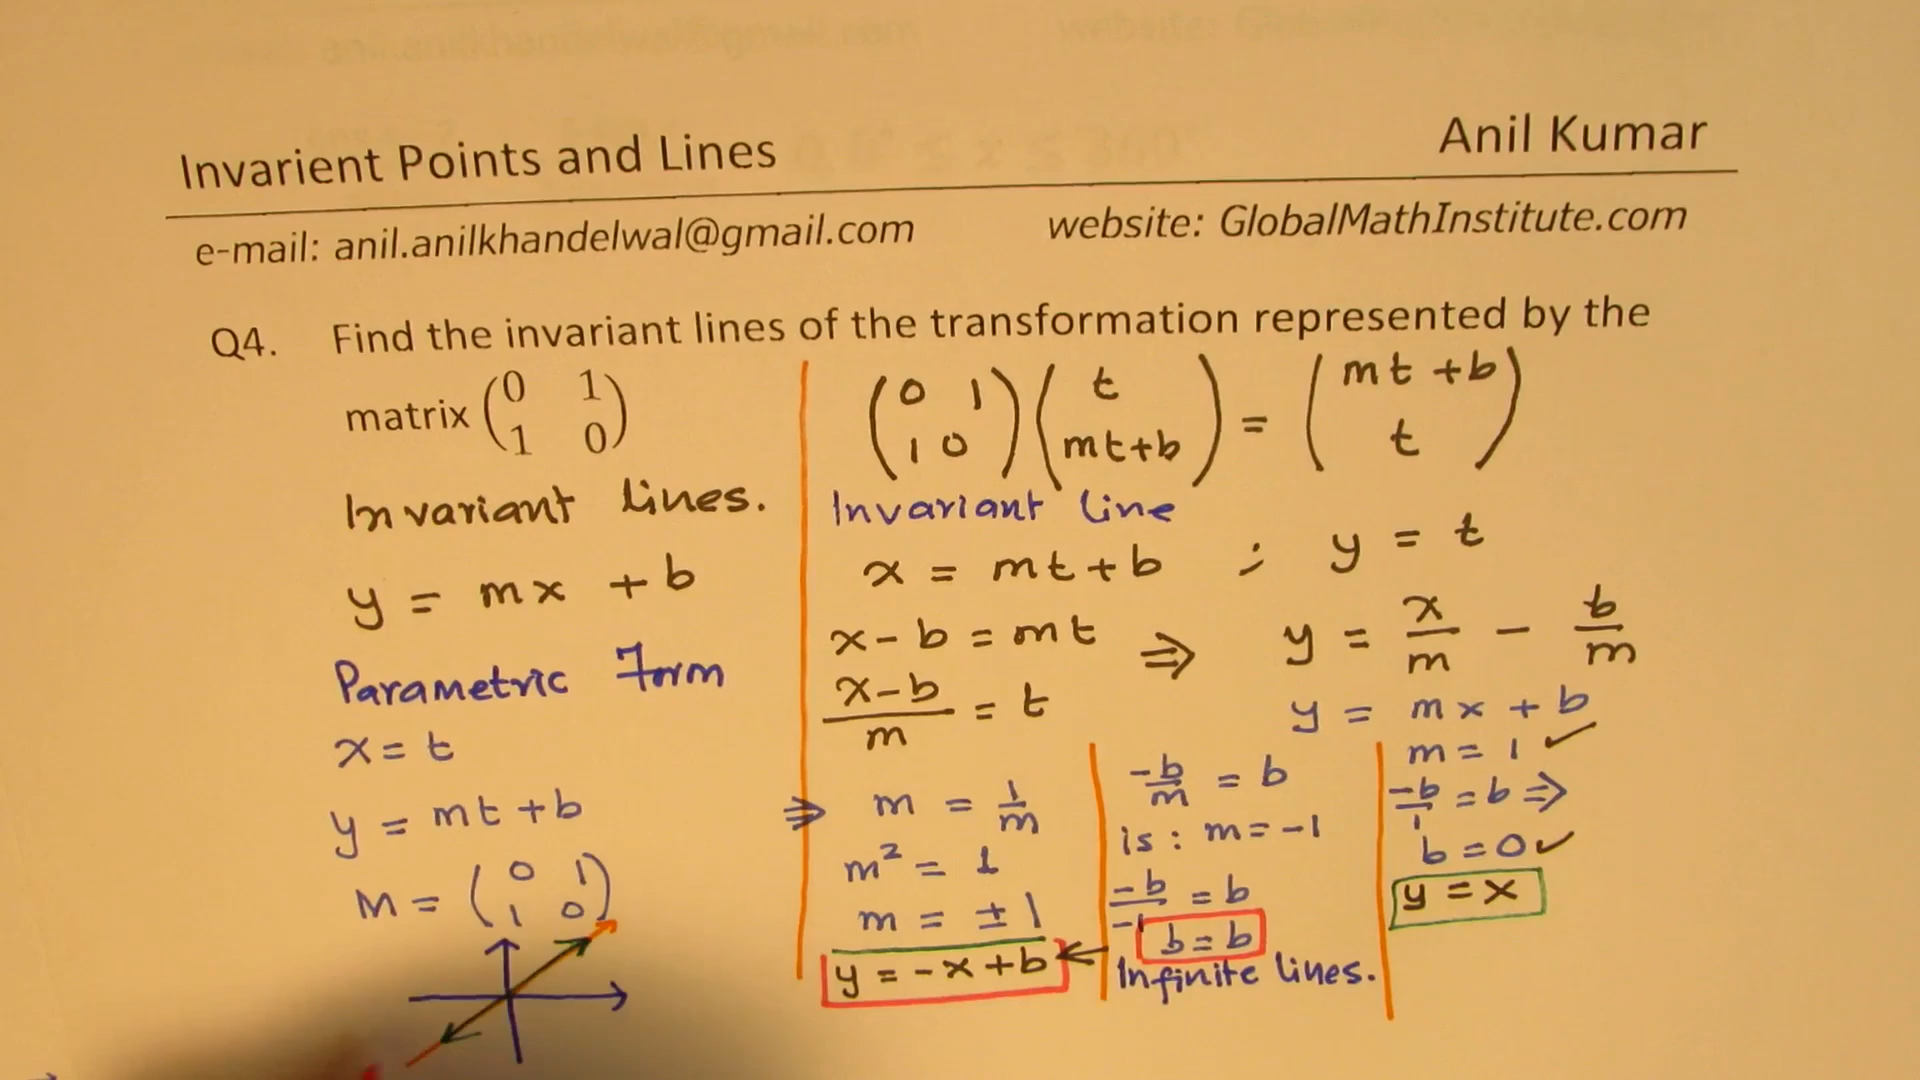 Invarient Points and Lines
Anil Kumar
e-mail: anil.anilkhandelwal@gmail.com
website: GlobalMathInstitute.com
Q4. Find the invariant lines of the transformation represented by the
matrix (0 1
1 0)
Invariant lines.
y = mx + b
Parametric Form
x = t
y = mt + b
M = (0 1
1 0)
(0 1
1 0) (t
mt+b) = (mt + b
t)
Invariant line
x = mt + b ; y = t
x - b = mt ⇒ y = x/m - b/m
(x-b)/m = t
y = mx + b
⇒ m = 1/m
m² = 1
m = ±1
y = -x+b ←
-b/m = b
is : m = -1
-b/-1 = b
b = b
Infinite lines.
m = 1 ✓
-b/1 = b ⇒
b = 0 ✓
y = x